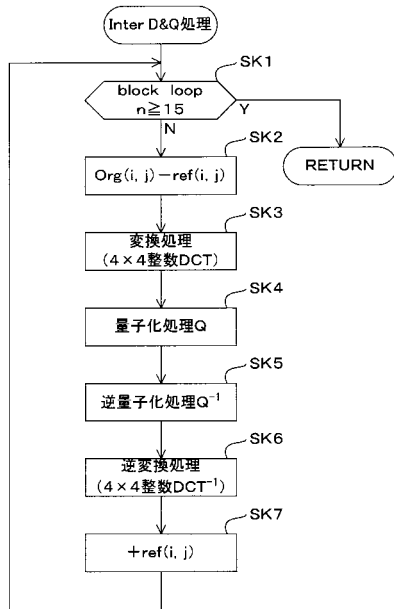 Inter D&Q処理
SK1
block loop
n≧15
Y
N
SK2
RETURN
Org(i, j)−ref(i, j)
SK3
変換処理
(4×4整数DCT)
SK4
量子化処理Q
SK5
逆量子化処理Q⁻¹
SK6
逆変換処理
(4×4整数DCT⁻¹)
SK7
+ref(i, j)